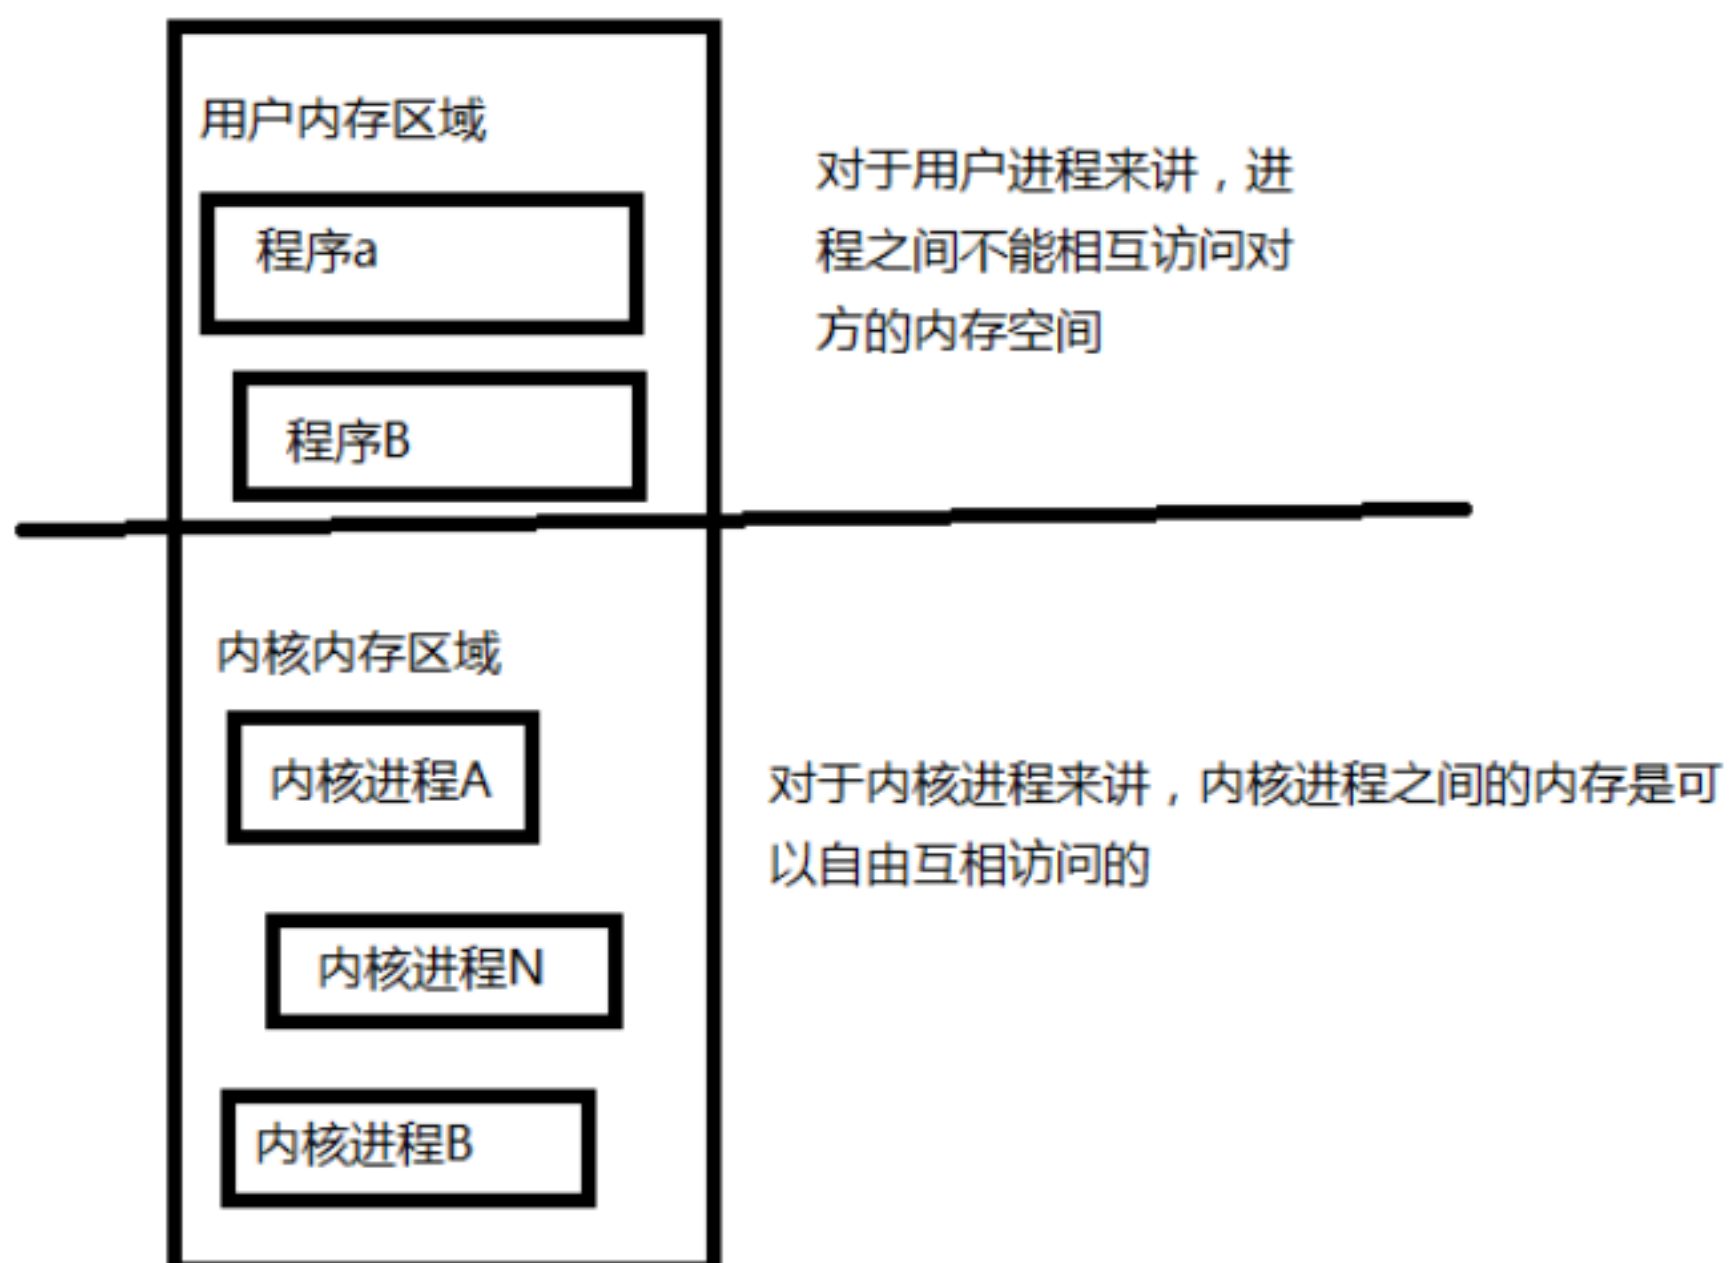 用户内存区域
程序a
程序B
对于用户进程来讲，进
程之间不能相互访问对
方的内存空间
内核内存区域
内核进程A
内核进程N
内核进程B
对于内核进程来讲，内核进程之间的内存是可
以自由互相访问的